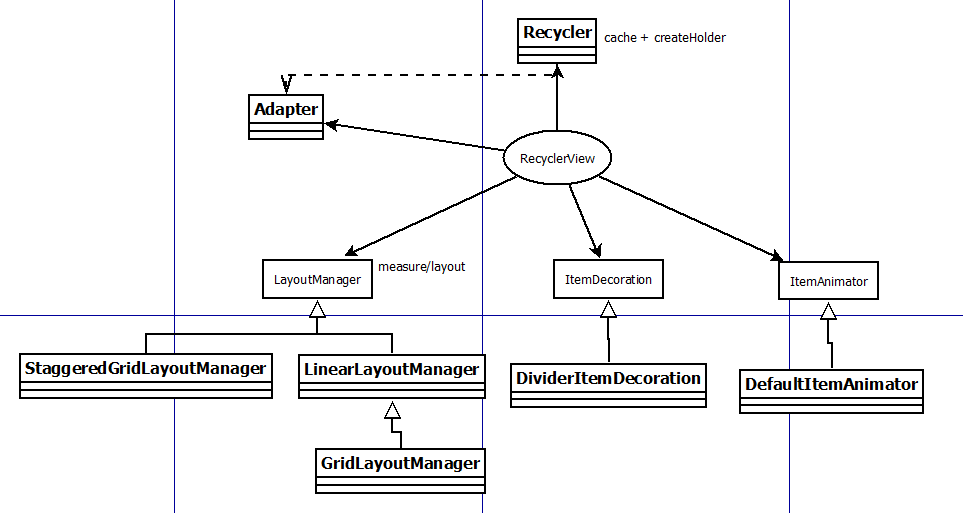 Recycler
cache + createHolder
Adapter
RecyclerView
LayoutManager
measure/layout
ItemDecoration
ItemAnimator
StaggeredGridLayoutManager
LinearLayoutManager
DividerItemDecoration
DefaultItemAnimator
GridLayoutManager